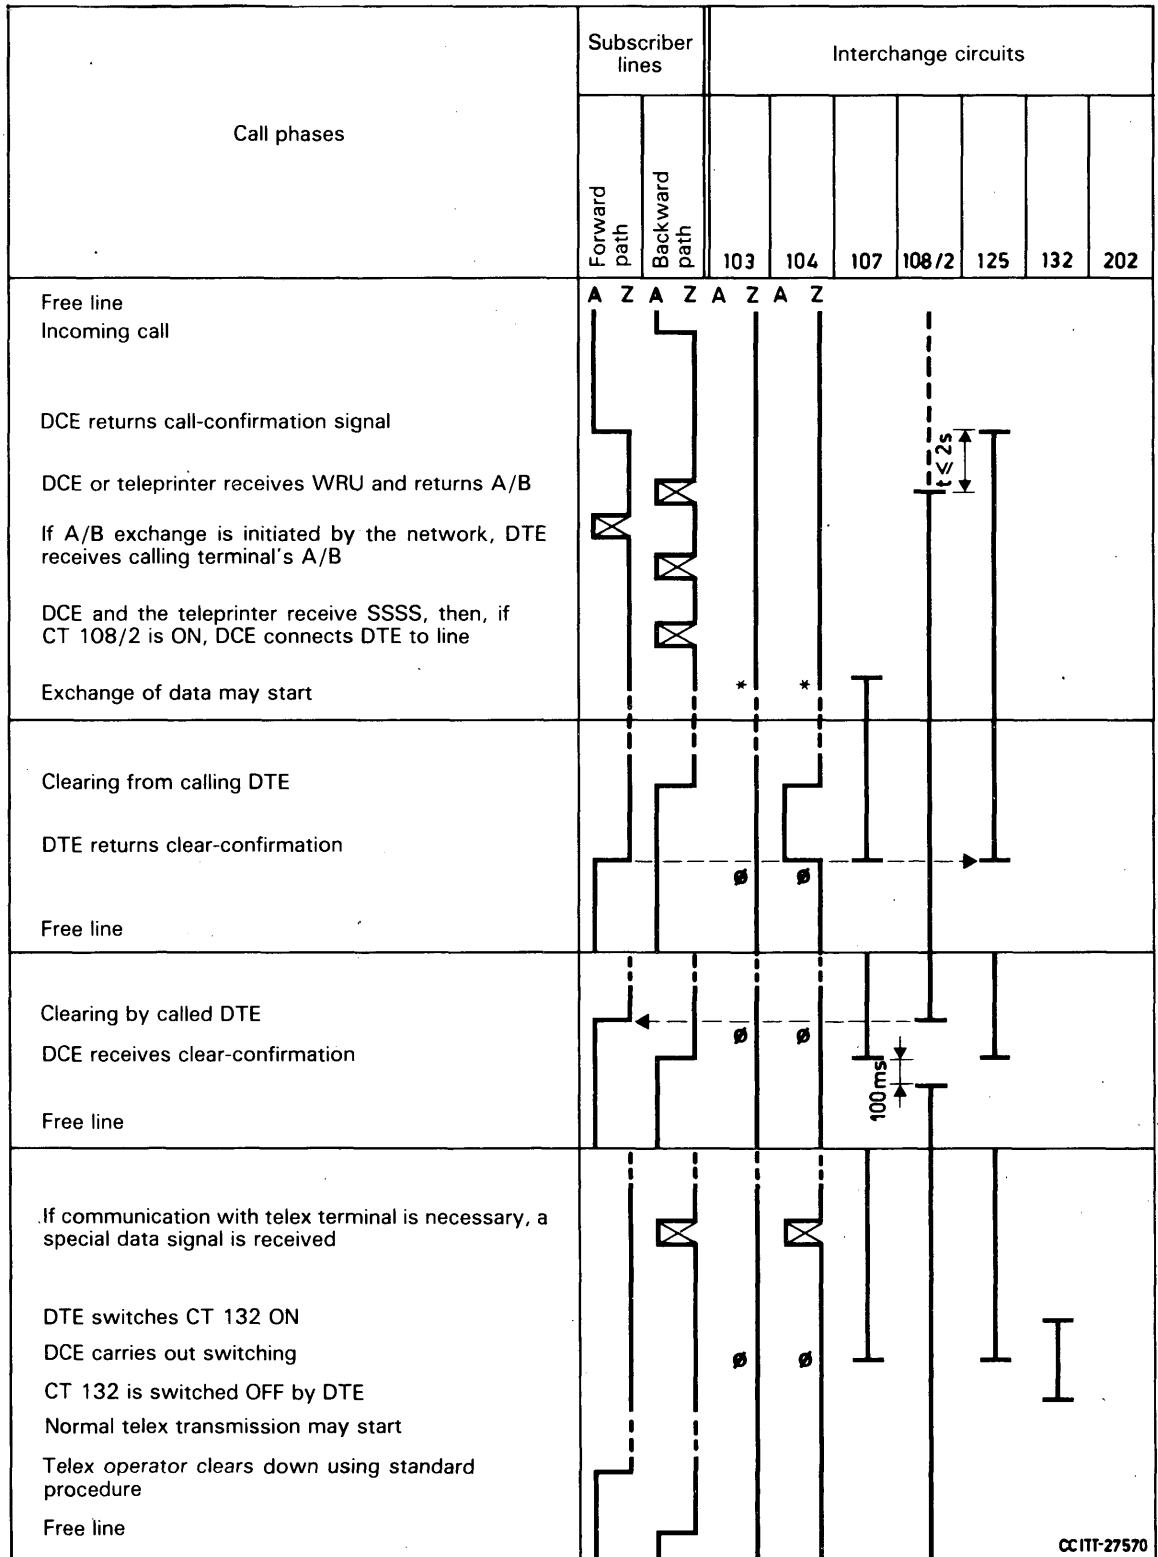 Call phases
Subscriber
lines
Interchange circuits
Forward
path
Backward
path
103
104
107
108/2
125
132
202
A Z A Z A Z A Z
Free line
Incoming call
DCE returns call-confirmation signal
t ≤ 2s
DCE or teleprinter receives WRU and returns A/B
If A/B exchange is initiated by the network, DTE
receives calling terminal's A/B
DCE and the teleprinter receive SSSS, then, if
CT 108/2 is ON, DCE connects DTE to line
* *
Exchange of data may start
Clearing from calling DTE
DTE returns clear-confirmation
ø ø
Free line
Clearing by called DTE
ø ø
DCE receives clear-confirmation
100 ms
Free line
If communication with telex terminal is necessary, a
special data signal is received
DTE switches CT 132 ON
DCE carries out switching
ø ø
CT 132 is switched OFF by DTE
Normal telex transmission may start
Telex operator clears down using standard
procedure
Free line
CCITT-27570